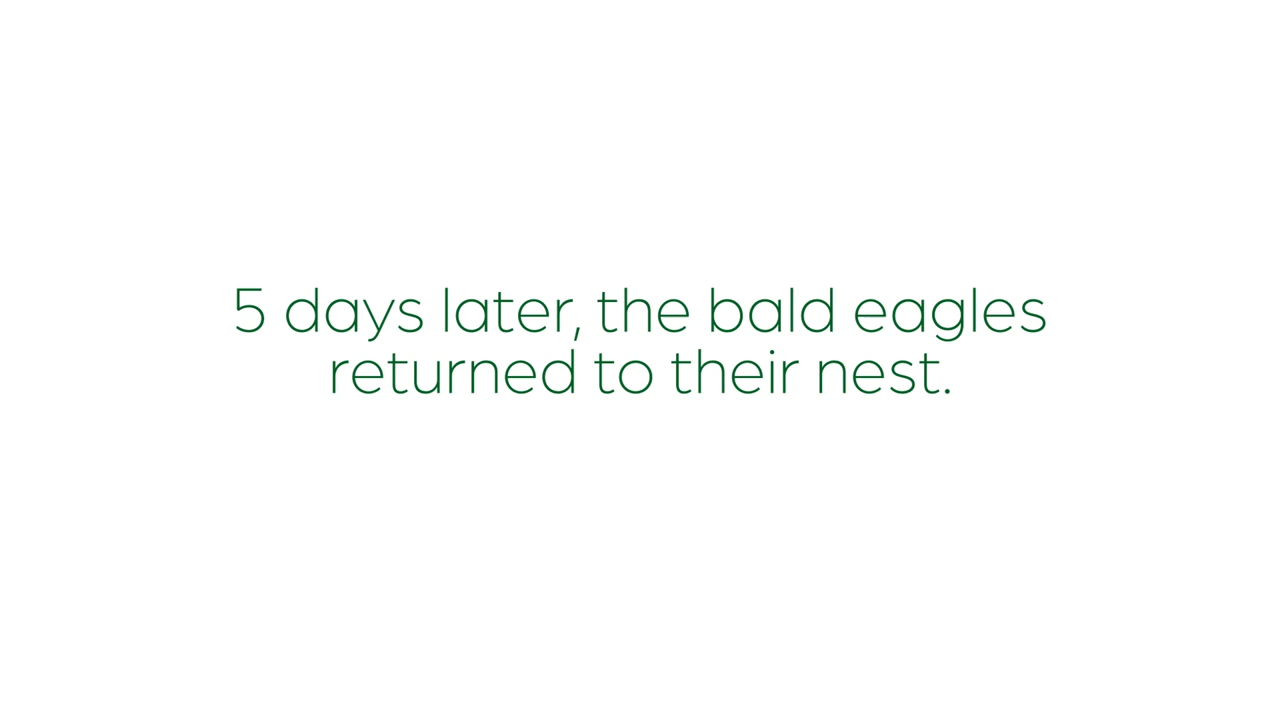 5 days later, the bald eagles
returned to their nest.